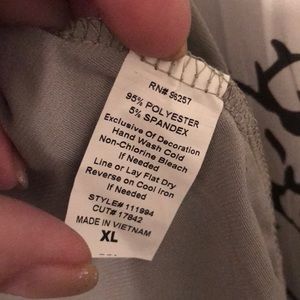 RN# 96257
95% POLYESTER
5% SPANDEX
Exclusive Of Decoration
Hand Wash Cold
Non-Chlorine Bleach
If Needed
Line or Lay Flat Dry
Reverse on Cool Iron
If Needed
STYLE# 111994
CUT# 17842
MADE IN VIETNAM
XL